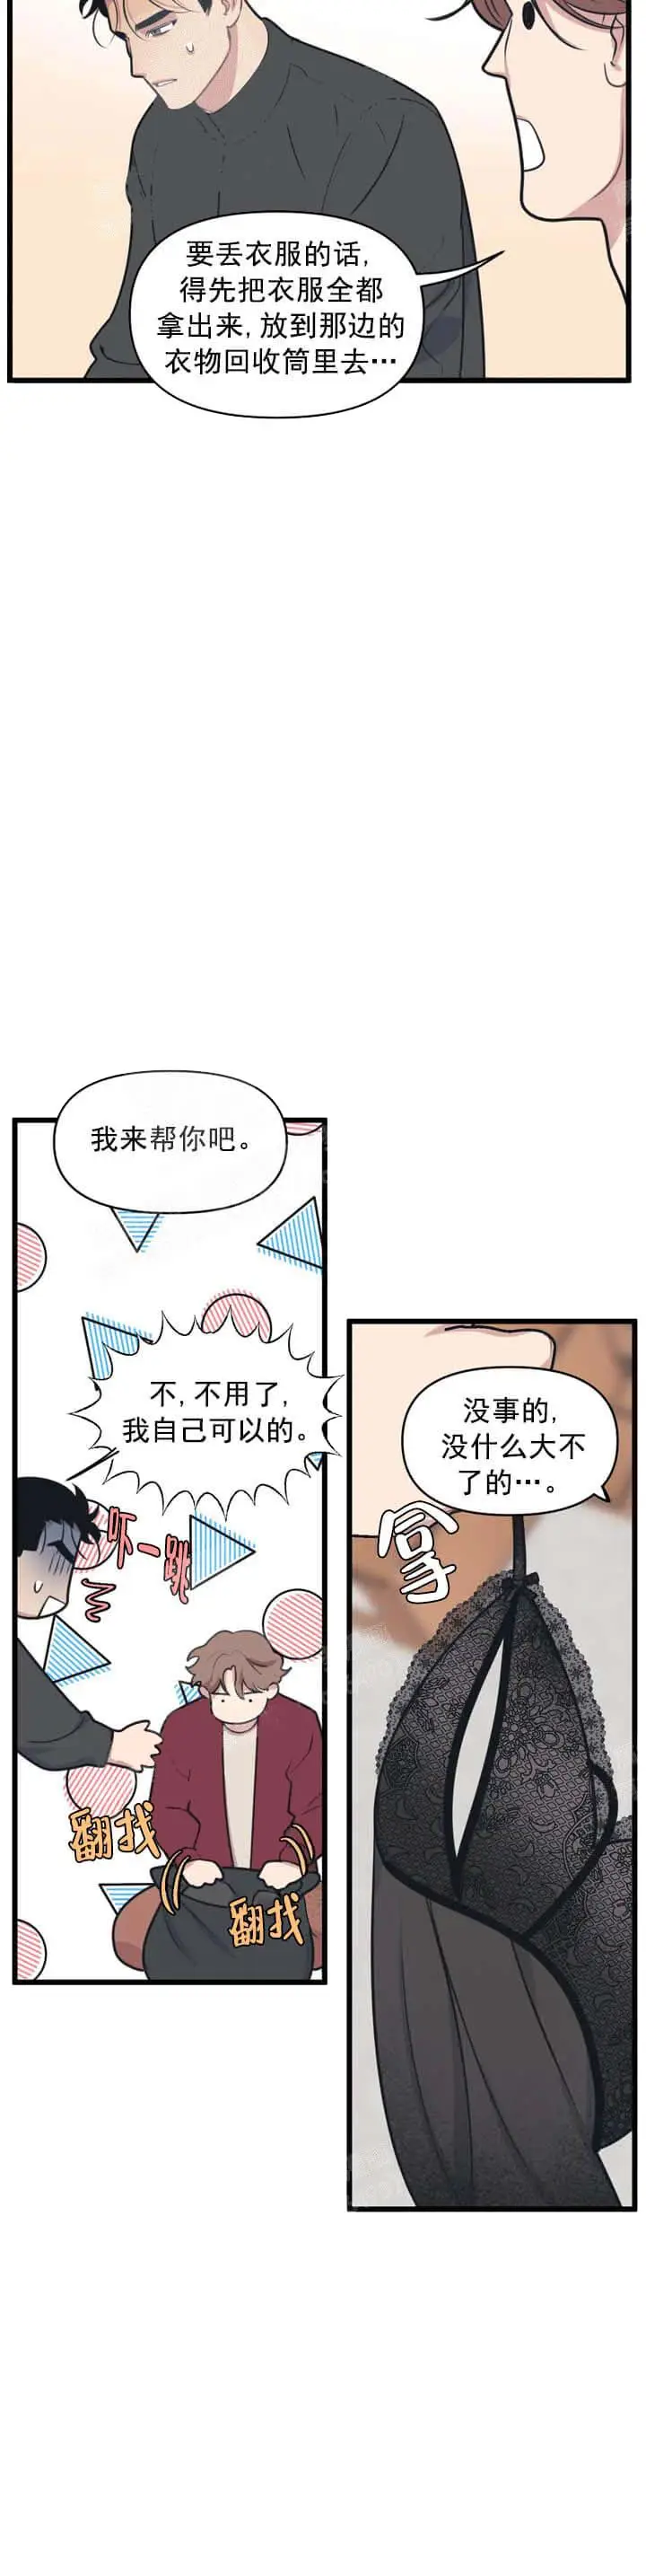 要丢衣服的话,
得先把衣服全都
拿出来,放到那边的
衣物回收筒里去…
我来帮你吧。
不,不用了,
我自己可以的。
吓一跳
翻找
翻找
没事的,
没什么大不
了的…。
拿